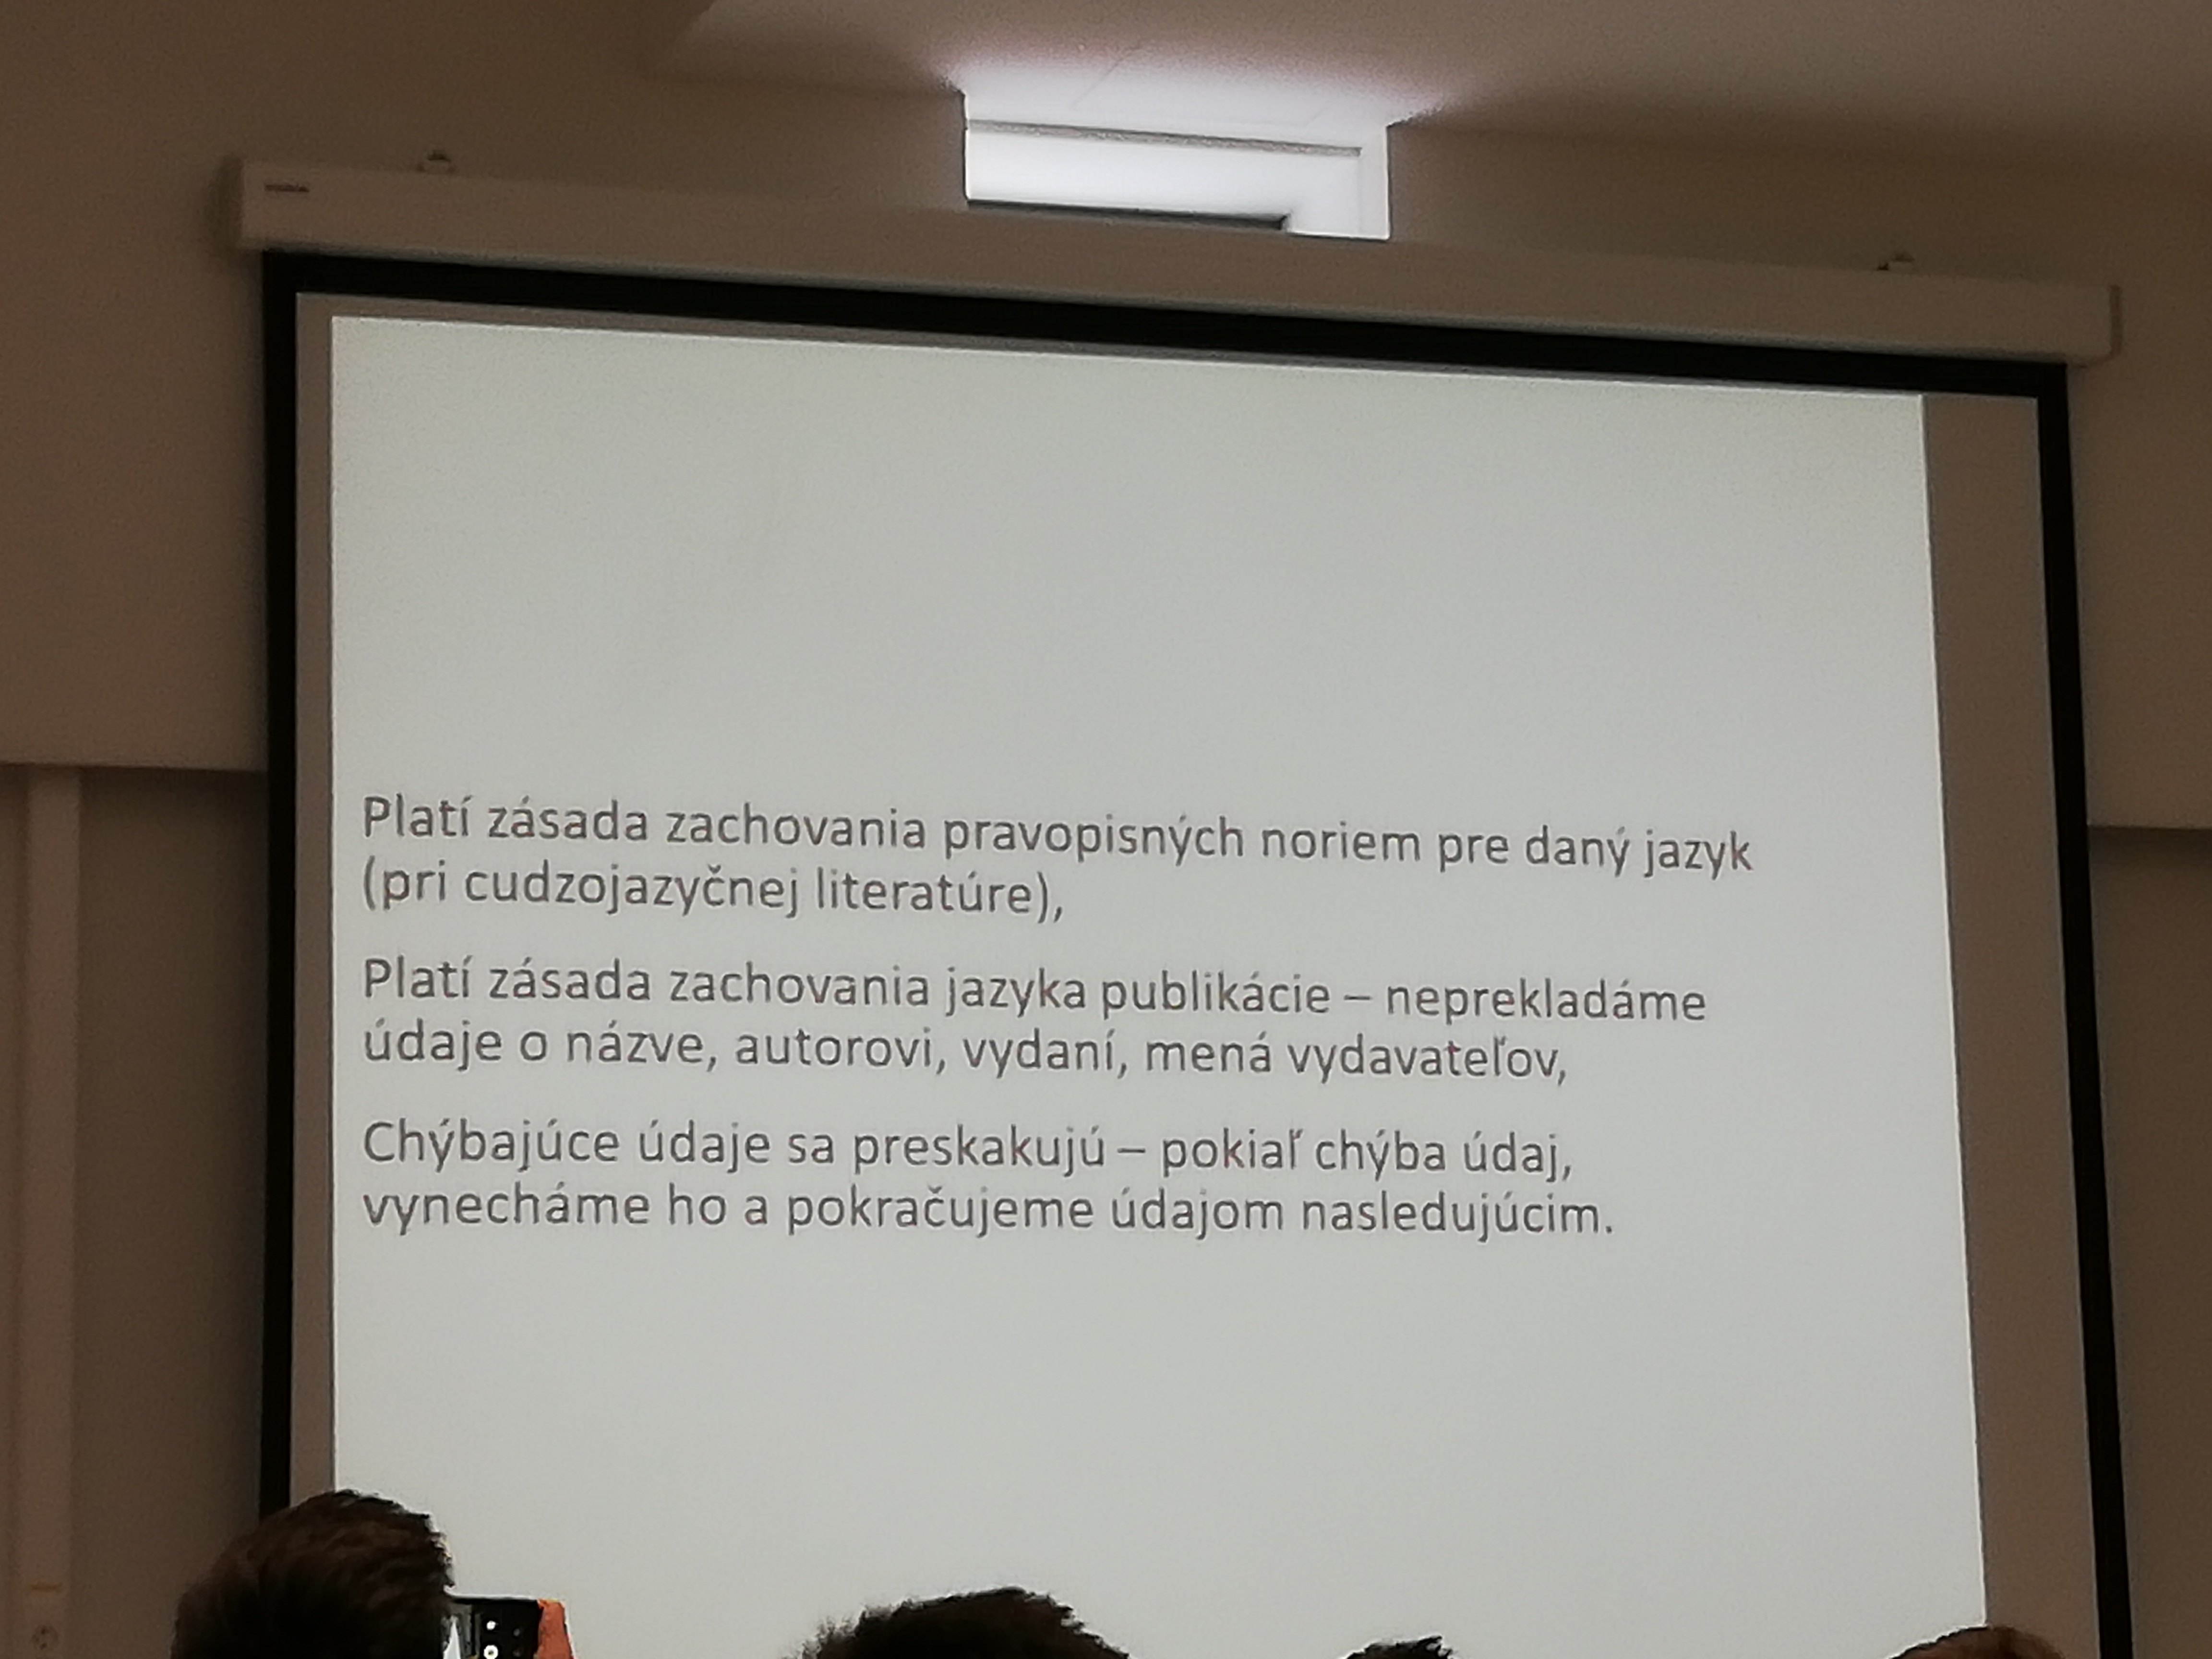 Platí zásada zachovania pravopisných noriem pre daný jazyk
(pri cudzojazyčnej literatúre),
Platí zásada zachovania jazyka publikácie – neprekladáme
údaje o názve, autorovi, vydaní, mená vydavateľov,
Chýbajúce údaje sa preskakujú – pokiaľ chýba údaj,
vynecháme ho a pokračujeme údajom nasledujúcim.